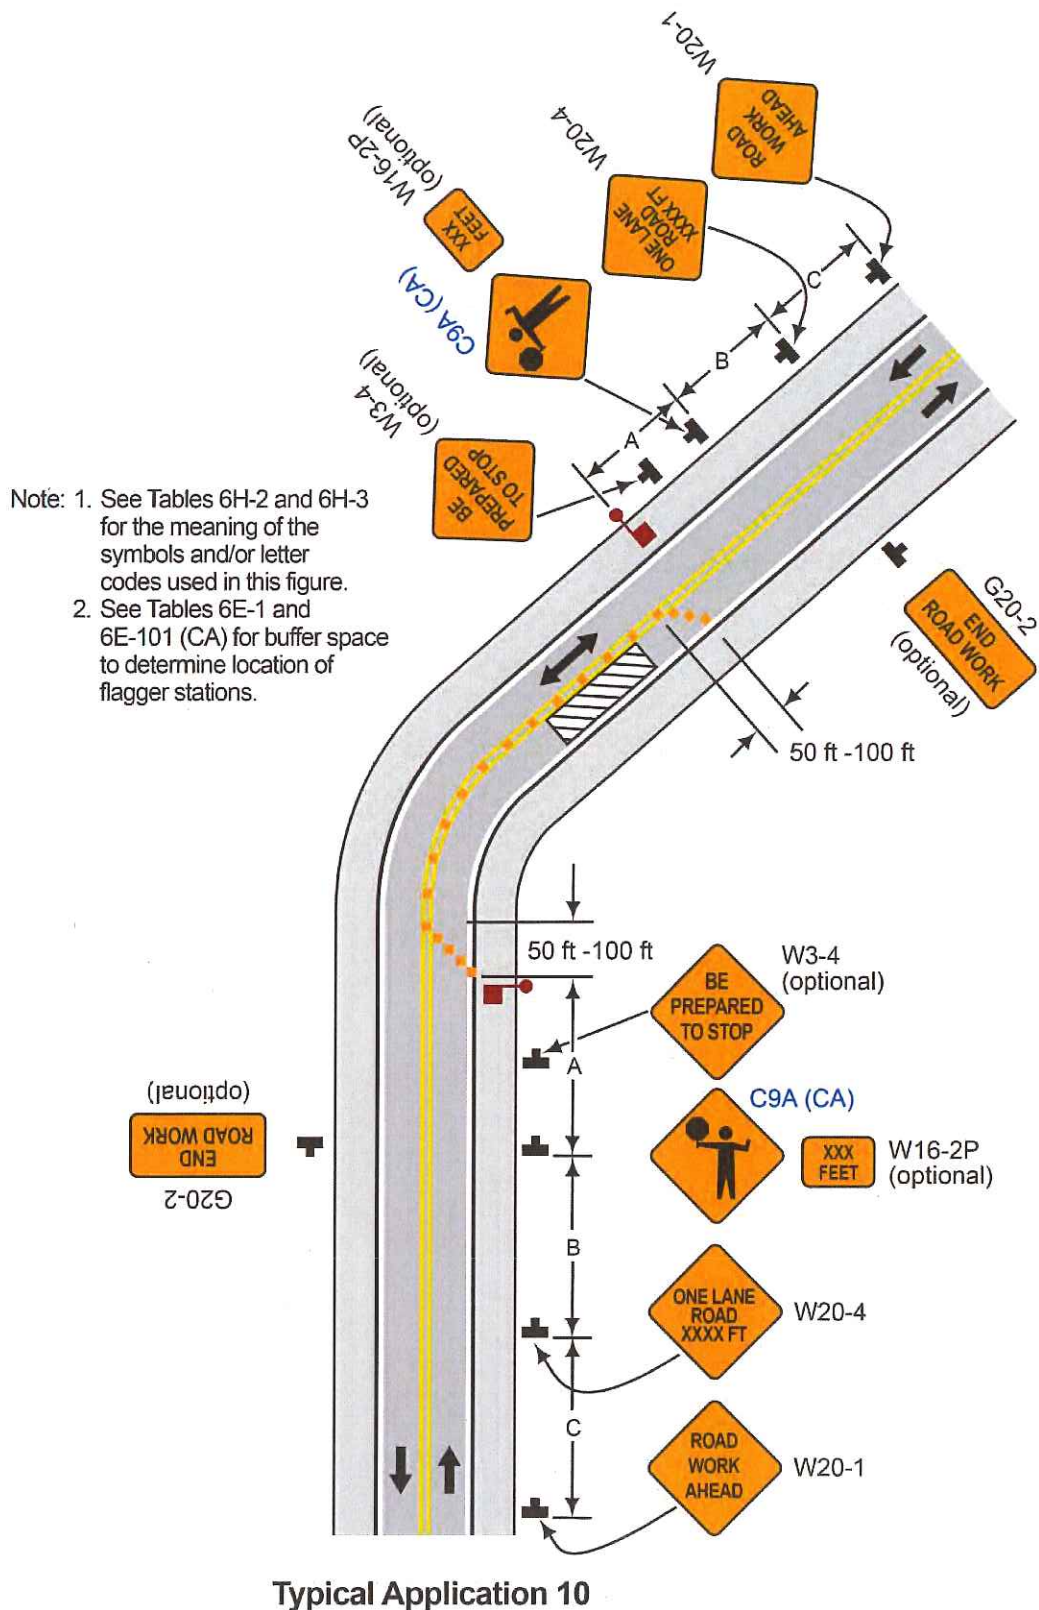 W20-1
ROAD
WORK
AHEAD
W20-4
ONE LANE
ROAD
XXXX FT
W16-2P
(optional)
XXX
FEET
C9A (CA)
W3-4
(optional)
BE
PREPARED
TO STOP
C
B
A
Note: 1. See Tables 6H-2 and 6H-3
for the meaning of the
symbols and/or letter
codes used in this figure.
2. See Tables 6E-1 and
6E-101 (CA) for buffer space
to determine location of
flagger stations.
G20-2
END
ROAD WORK
(optional)
50 ft -100 ft
50 ft -100 ft
W3-4
(optional)
BE
PREPARED
TO STOP
A
C9A (CA)
XXX
FEET
W16-2P
(optional)
G20-2
END
ROAD WORK
(optional)
B
ONE LANE
ROAD
XXXX FT
W20-4
C
ROAD
WORK
AHEAD
W20-1
Typical Application 10